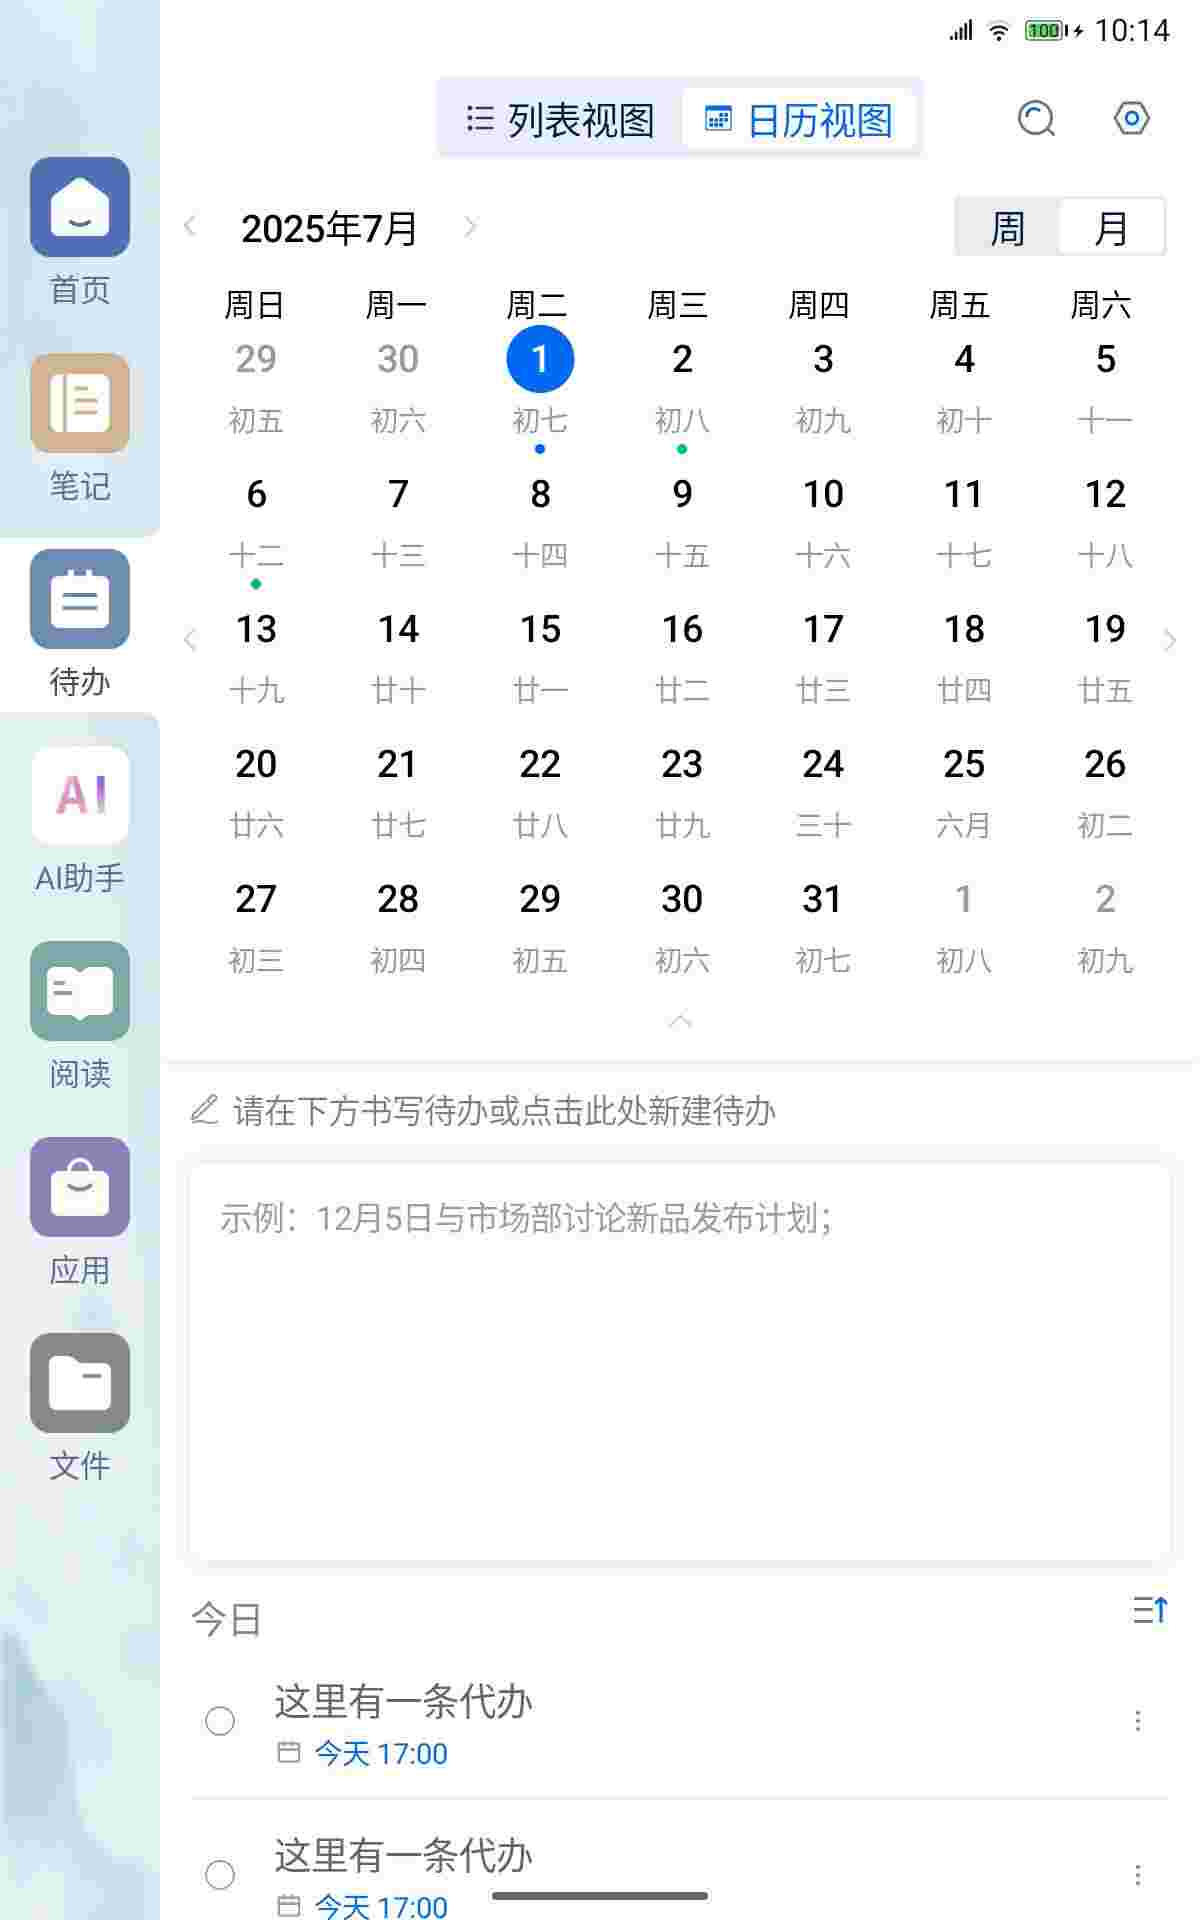 100 10:14
列表视图 日历视图
首页
笔记
待办
AI
AI助手
阅读
应用
文件
2025年7月 周 月
周日 周一 周二 周三 周四 周五 周六
29 30 1 2 3 4 5
初五 初六 初七 初八 初九 初十 十一
6 7 8 9 10 11 12
十二 十三 十四 十五 十六 十七 十八
13 14 15 16 17 18 19
十九 廿十 廿一 廿二 廿三 廿四 廿五
20 21 22 23 24 25 26
廿六 廿七 廿八 廿九 三十 六月 初二
27 28 29 30 31 1 2
初三 初四 初五 初六 初七 初八 初九
请在下方书写待办或点击此处新建待办
示例：12月5日与市场部讨论新品发布计划；
今日
这里有一条代办
今天 17:00
这里有一条代办
今天 17:00